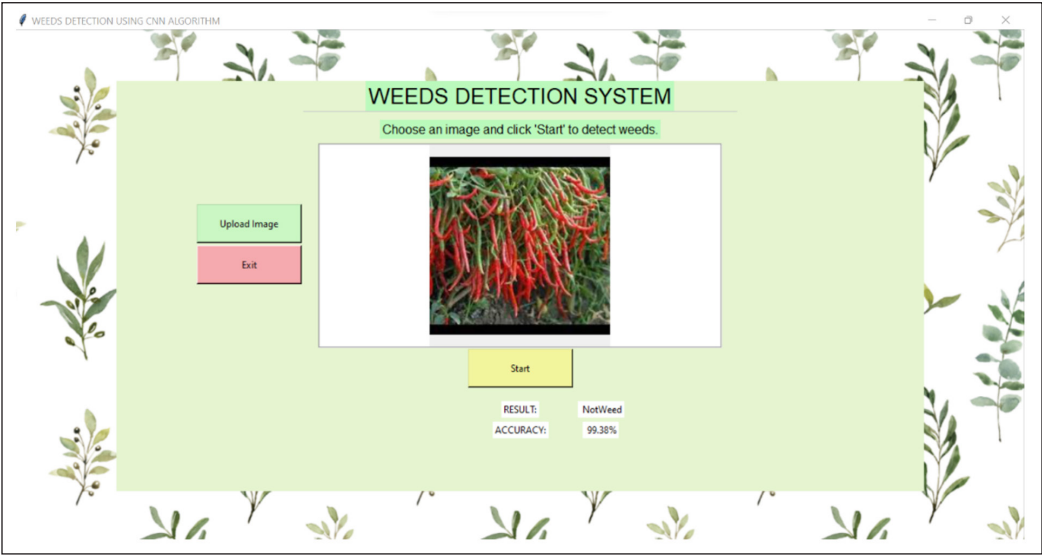 WEEDS DETECTION USING CNN ALGORITHM
WEEDS DETECTION SYSTEM
Choose an image and click 'Start' to detect weeds.
Upload Image
Exit
Start
RESULT: NotWeed
ACCURACY: 99.38%